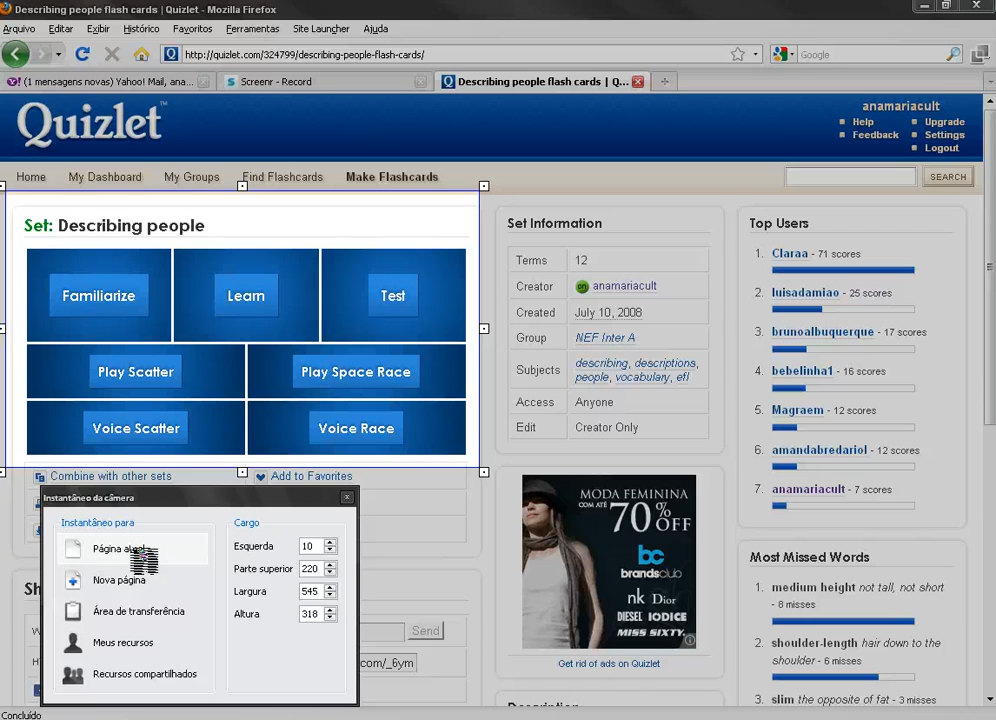 Describing people flash cards | Quizlet - Mozilla Firefox
Arquivo Editar Exibir Histórico Favoritos Ferramentas Site Launcher Ajuda
http://quizlet.com/324799/describing-people-flash-cards/
Google
(1 mensagens novas) Yahoo! Mail, ana...
Screenr - Record
Describing people flash cards | Q...
Quizlet™
anamariacult
Help
Upgrade
Feedback
Settings
Logout
Home My Dashboard My Groups Find Flashcards Make Flashcards
SEARCH
Set: Describing people
Familiarize
Learn
Test
Play Scatter
Play Space Race
Voice Scatter
Voice Race
Combine with other sets
Add to Favorites
Set Information
Terms 12
Creator on anamariacult
Created July 10, 2008
Group NEF Inter A
Subjects describing, descriptions,
people, vocabulary, efl
Access Anyone
Edit Creator Only
Top Users
1. Claraa - 71 scores
2. luisadamiao - 25 scores
3. brunoalbuquerque - 17 scores
4. bebelinha1 - 16 scores
5. Magraem - 12 scores
6. amandabredariol - 12 scores
7. anamariacult - 7 scores
Most Missed Words
1. medium height not tall, not short
- 8 misses
2. shoulder-length hair down to the
shoulder - 6 misses
3. slim the opposite of fat - 3 misses
MODA FEMININA
COM ATÉ 70%
OFF
bc
brandsclub
nk Dior
DIESEL IODICE
MISS SIXTY.
Get rid of ads on Quizlet
Description
Instantâneo da câmera
Instantâneo para
Nova página
Área de transferência
Meus recursos
Recursos compartilhados
Cargo
Esquerda 10
Parte superior 220
Largura 545
Altura 318
Send
com/_6ym
Concluído